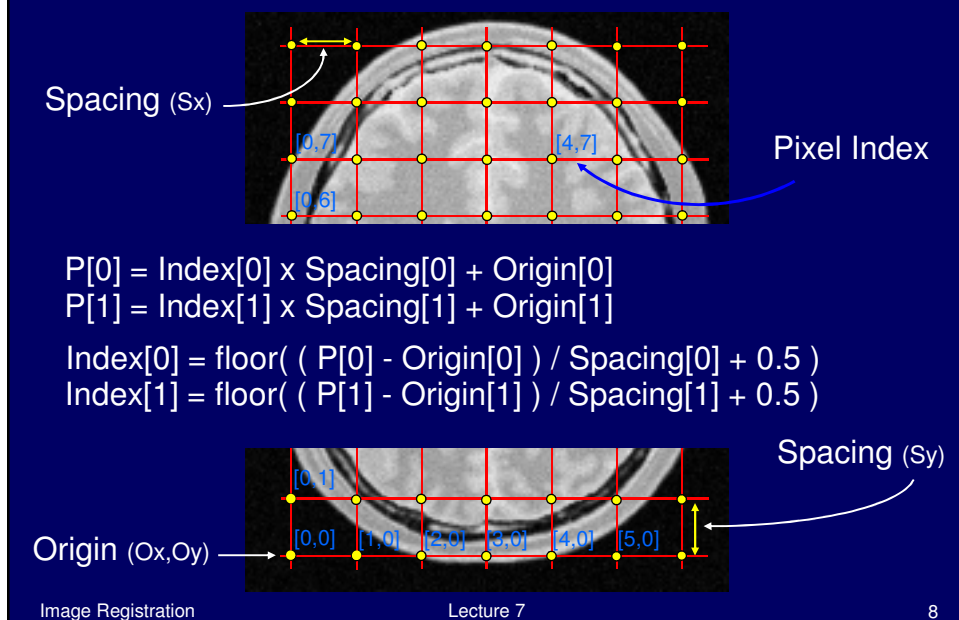 Spacing (Sx)
[0,7]
[4,7]
Pixel Index
[0,6]
P[0] = Index[0] x Spacing[0] + Origin[0]
P[1] = Index[1] x Spacing[1] + Origin[1]
Index[0] = floor( ( P[0] - Origin[0] ) / Spacing[0] + 0.5 )
Index[1] = floor( ( P[1] - Origin[1] ) / Spacing[1] + 0.5 )
Spacing (Sy)
[0,1]
Origin (Ox,Oy)
[0,0] [1,0] [2,0] [3,0] [4,0] [5,0]
Image Registration Lecture 7 8